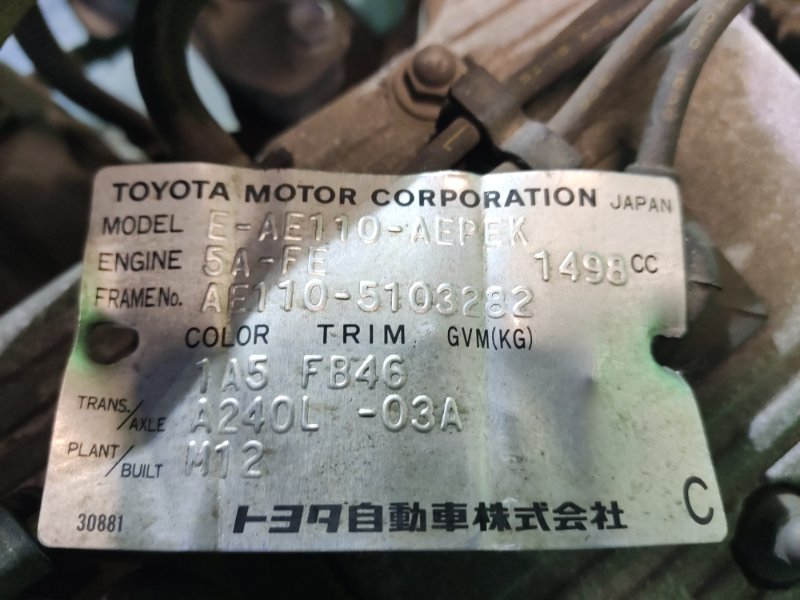 TOYOTA MOTOR CORPORATION JAPAN
MODEL E-AE110-AEPEK
ENGINE 5A-FE 1498 CC
FRAME No. AE110-5103282
COLOR TRIM GVM(KG)
1A5 FB46
TRANS./AXLE A240L -03A
PLANT/BUILT M12
30881 トヨタ自動車株式会社 C